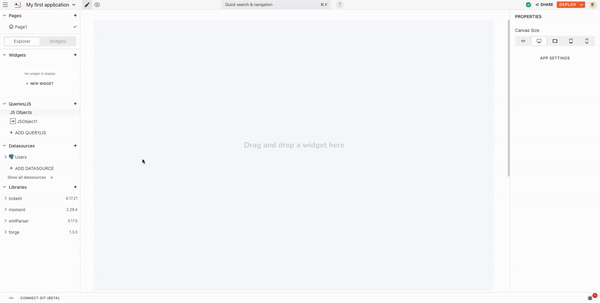 My first application
Quick search & navigation
⌘K
?
SHARE
DEPLOY
Pages
Page1
Explorer
Widgets
Widgets
No widget to display
+ NEW WIDGET
Queries/JS
JS Objects
JSObject1
+ ADD QUERY/JS
Datasources
Users
+ ADD DATASOURCE
Show all datasources
Libraries
lodash
4.17.21
moment
2.29.4
xmlParser
3.17.5
forge
1.3.0
Drag and drop a widget here
PROPERTIES
Canvas Size
APP SETTINGS
CONNECT GIT (BETA)